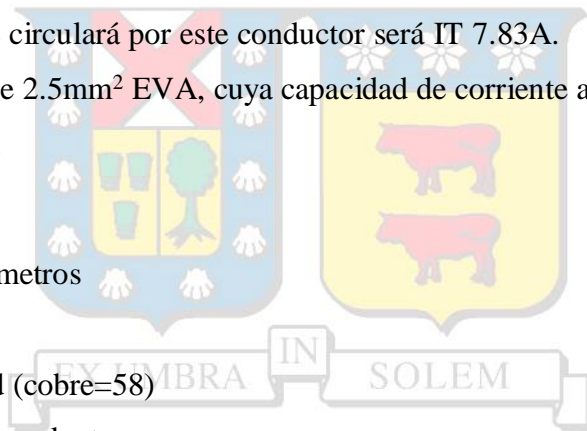 circulará por este conductor será IT 7.83A.
e 2.5mm² EVA, cuya capacidad de corriente a
metros
EX UMBRA IN SOLEM
(cobre=58)